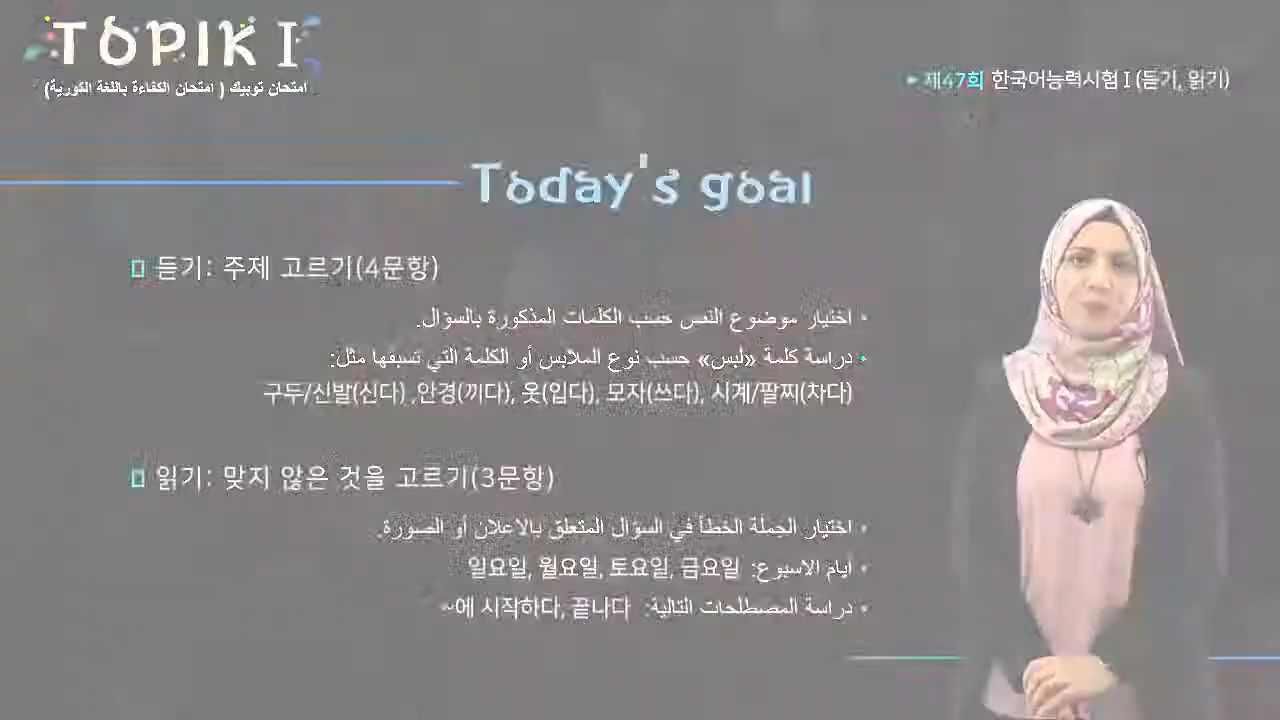 TOPIK I
امتحان توبيك ( امتحان الكفاءة باللغة الكورية)
▸ 제47회 한국어능력시험 I (듣기, 읽기)
Today's goal
듣기: 주제 고르기(4문항)
• اختيار موضوع النص حسب الكلمات المذكورة بالسؤال.
• دراسة كلمة «لبس» حسب نوع الملابس أو الكلمة التي تسبقها مثل:
구두/신발(신다) ,안경(끼다), 옷(입다), 모자(쓰다), 시계/팔찌(차다)
읽기: 맞지 않은 것을 고르기(3문항)
• اختيار الجملة الخطأ في السؤال المتعلق بالاعلان أو الصورة.
• أيام الاسبوع: 일요일, 월요일, 토요일, 금요일
• دراسة المصطلحات التالية: ~에 시작하다, 끝나다